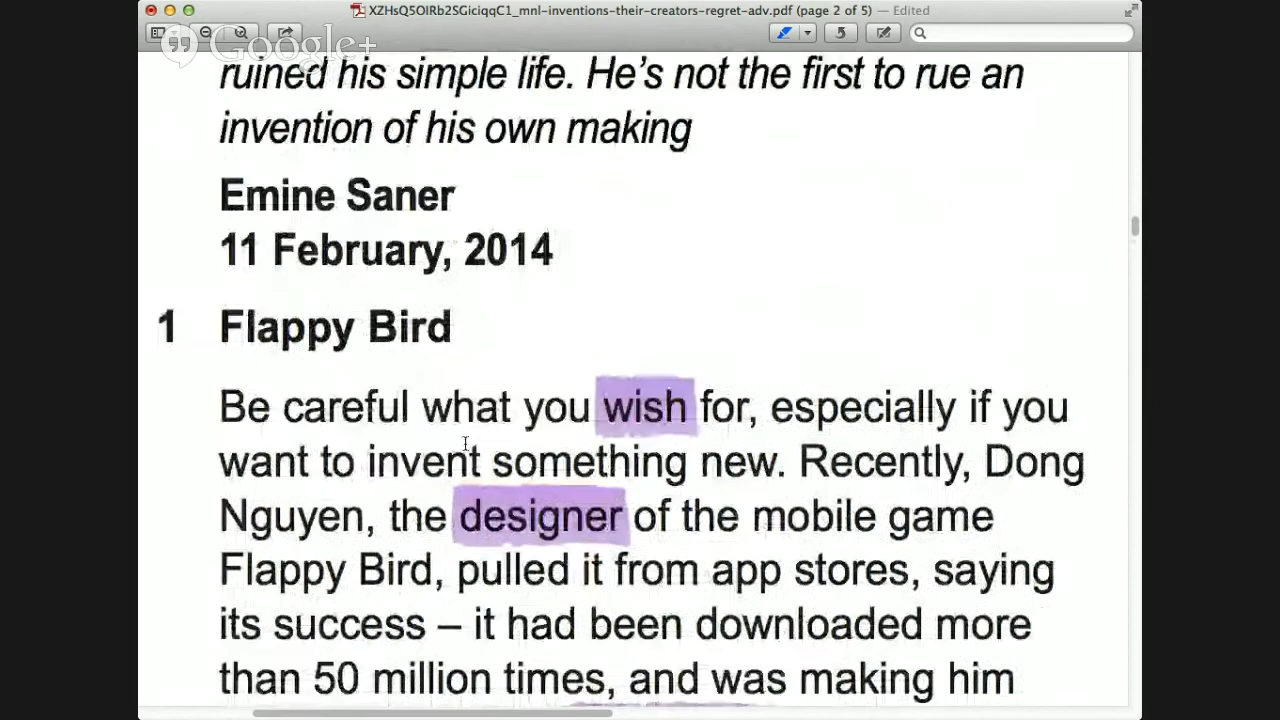 XZHsQ5OIRb2SGiciqqC1_mnl-inventions-their-creators-regret-adv.pdf (page 2 of 5) — Edited
Google+
ruined his simple life. He's not the first to rue an
invention of his own making
Emine Saner
11 February, 2014
1 Flappy Bird
Be careful what you wish for, especially if you
want to invent something new. Recently, Dong
Nguyen, the designer of the mobile game
Flappy Bird, pulled it from app stores, saying
its success – it had been downloaded more
than 50 million times, and was making him